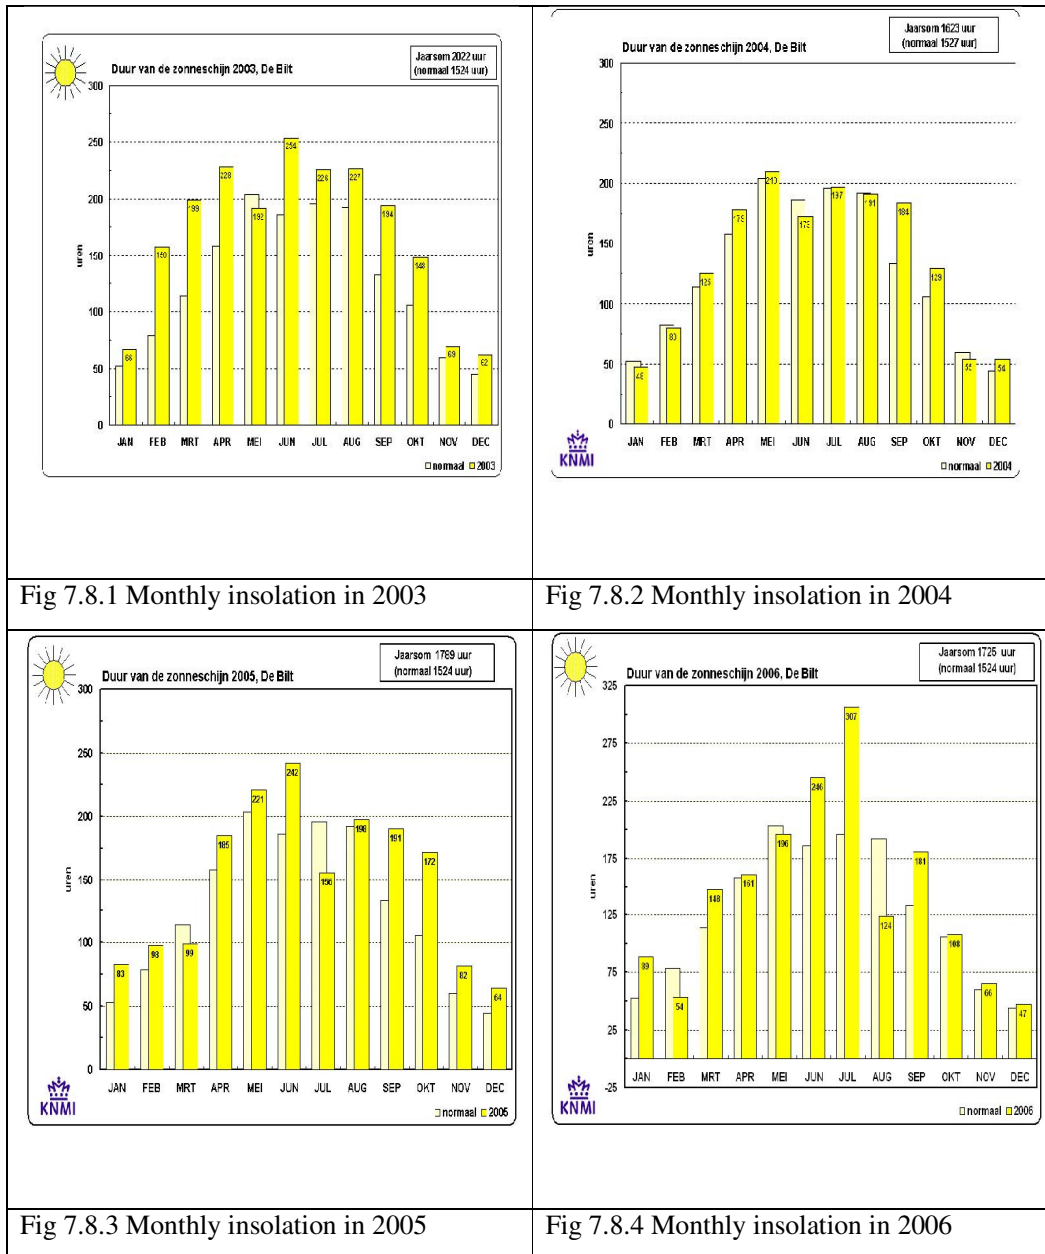 Jaarsom 2022 uur
(normaal 1524 uur)
Duur van de zonneschijn 2003, De Bilt
300
250
200
150
100
50
0
uren
66
199
228
192
254
226
227
194
148
69
62
JAN FEB MRT APR MEI JUN JUL AUG SEP OKT NOV DEC
normaal 2003
Jaarsom 1623 uur
(normaal 1527 uur)
Duur van de zonneschijn 2004, De Bilt
300
250
200
150
100
50
0
uren
125
210
173
197
191
184
55
54
JAN FEB MRT APR MEI JUN JUL AUG SEP OKT NOV DEC
KNMI
normaal 2004
Fig 7.8.1 Monthly insolation in 2003
Fig 7.8.2 Monthly insolation in 2004
Jaarsom 1789 uur
(normaal 1524 uur)
Duur van de zonneschijn 2005, De Bilt
300
250
200
150
100
50
0
uren
83
98
99
185
221
242
156
198
191
172
82
64
JAN FEB MRT APR MEI JUN JUL AUG SEP OKT NOV DEC
KNMI
normaal 2005
Jaarsom 1725 uur
(normaal 1524 uur)
Duur van de zonneschijn 2006, De Bilt
325
275
225
175
125
75
25
-25
uren
89
54
148
161
196
246
307
124
181
108
66
47
JAN FEB MRT APR MEI JUN JUL AUG SEP OKT NOV DEC
KNMI
normaal 2006
Fig 7.8.3 Monthly insolation in 2005
Fig 7.8.4 Monthly insolation in 2006